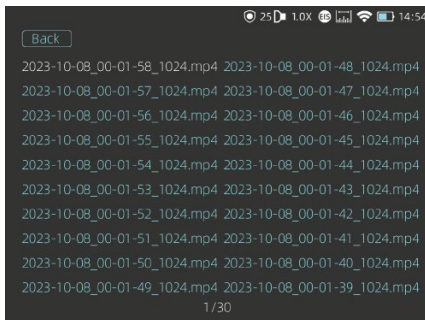 25 1.0X EIS 14:54
Back
2023-10-08_00-01-58_1024.mp4 2023-10-08_00-01-48_1024.mp4
2023-10-08_00-01-57_1024.mp4 2023-10-08_00-01-47_1024.mp4
2023-10-08_00-01-56_1024.mp4 2023-10-08_00-01-46_1024.mp4
2023-10-08_00-01-55_1024.mp4 2023-10-08_00-01-45_1024.mp4
2023-10-08_00-01-54_1024.mp4 2023-10-08_00-01-44_1024.mp4
2023-10-08_00-01-53_1024.mp4 2023-10-08_00-01-43_1024.mp4
2023-10-08_00-01-52_1024.mp4 2023-10-08_00-01-42_1024.mp4
2023-10-08_00-01-51_1024.mp4 2023-10-08_00-01-41_1024.mp4
2023-10-08_00-01-50_1024.mp4 2023-10-08_00-01-40_1024.mp4
2023-10-08_00-01-49_1024.mp4 2023-10-08_00-01-39_1024.mp4
1/30